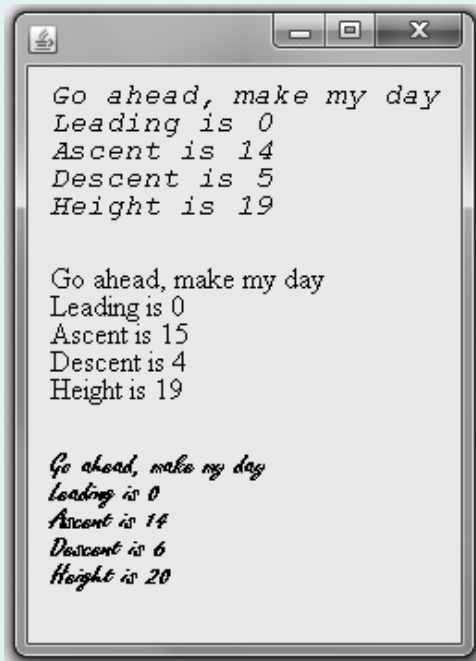 Go ahead, make my day
Leading is 0
Ascent is 14
Descent is 5
Height is 19
Go ahead, make my day
Leading is 0
Ascent is 15
Descent is 4
Height is 19
Go ahead, make my day
Leading is 0
Ascent is 14
Descent is 6
Height is 20